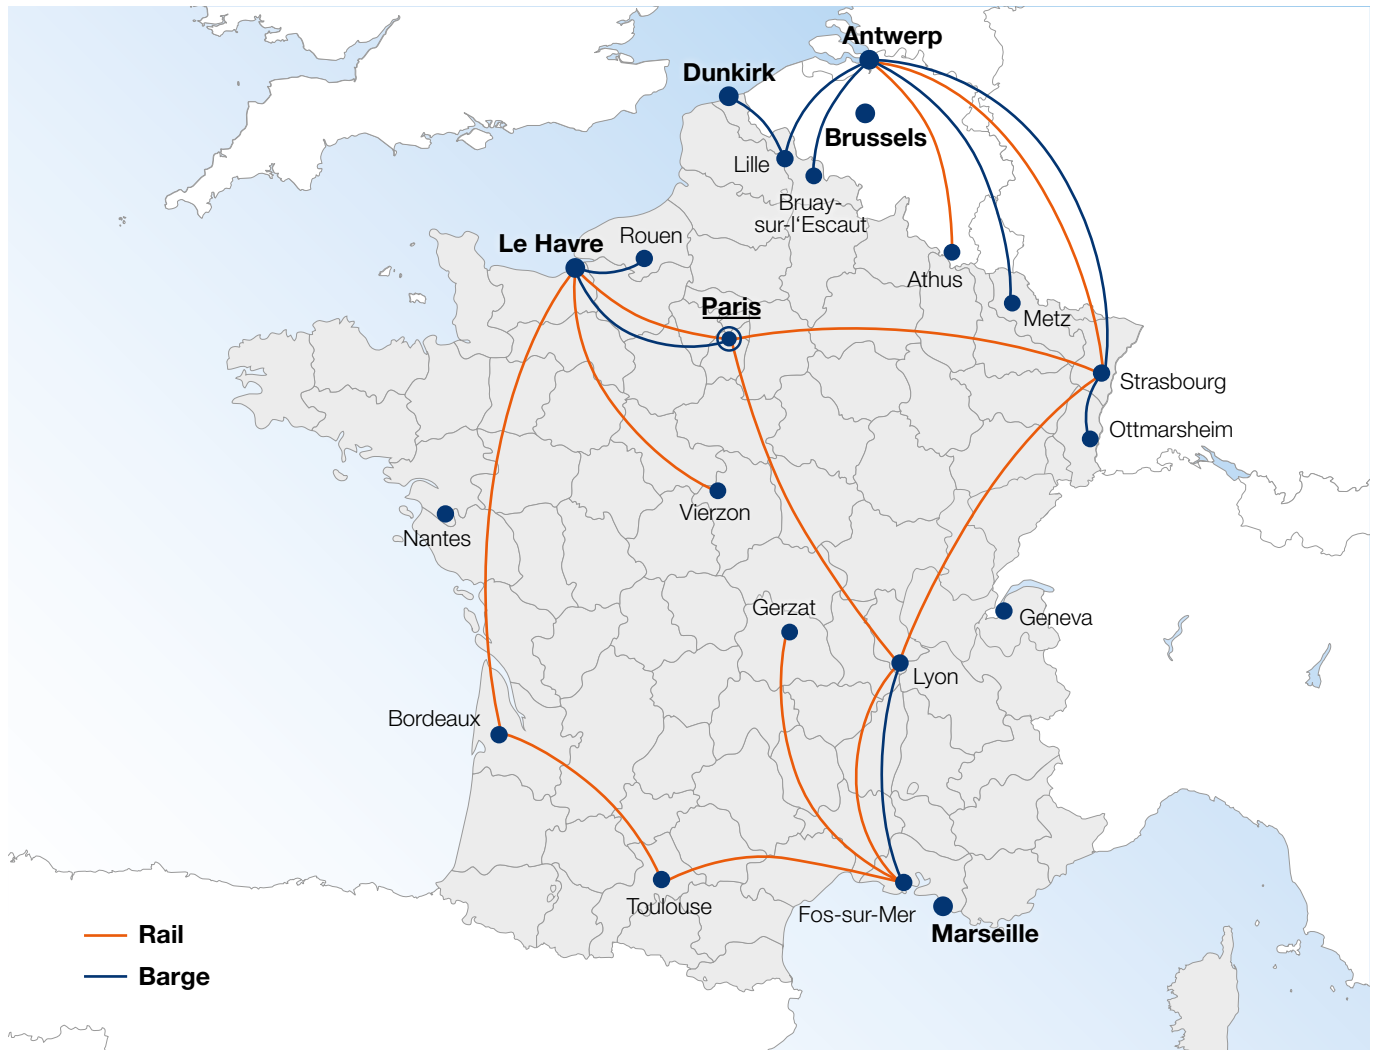 Antwerp
Dunkirk
Brussels
Lille
Bruay-
sur-l'Escaut
Rouen
Le Havre
Athus
Paris
Metz
Strasbourg
Ottmarsheim
Vierzon
Nantes
Gerzat
Geneva
Lyon
Bordeaux
Toulouse
Fos-sur-Mer
Marseille
Rail
Barge